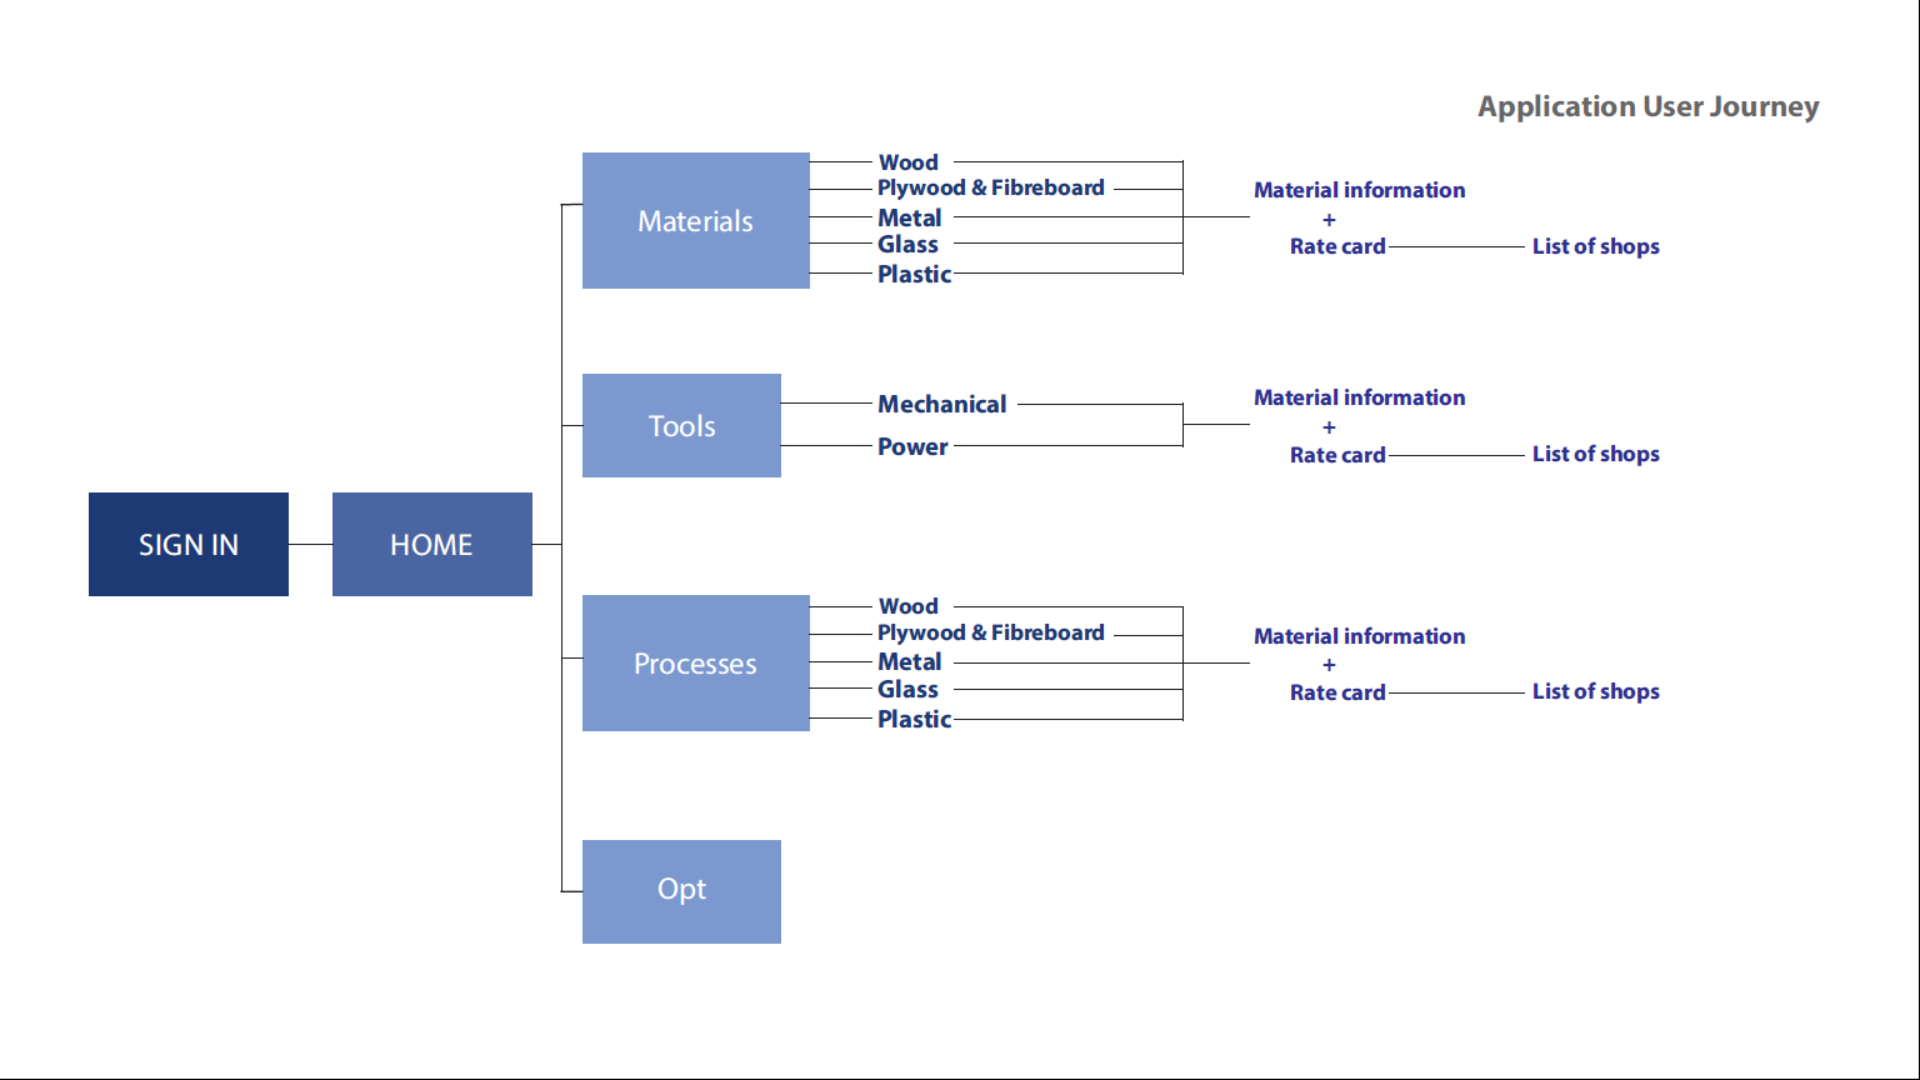 Application User Journey
SIGN IN
HOME
Materials
Wood
Plywood & Fibreboard
Metal
Glass
Plastic
Material information
+
Rate card
List of shops
Tools
Mechanical
Power
Material information
+
Rate card
List of shops
Processes
Wood
Plywood & Fibreboard
Metal
Glass
Plastic
Material information
+
Rate card
List of shops
Opt